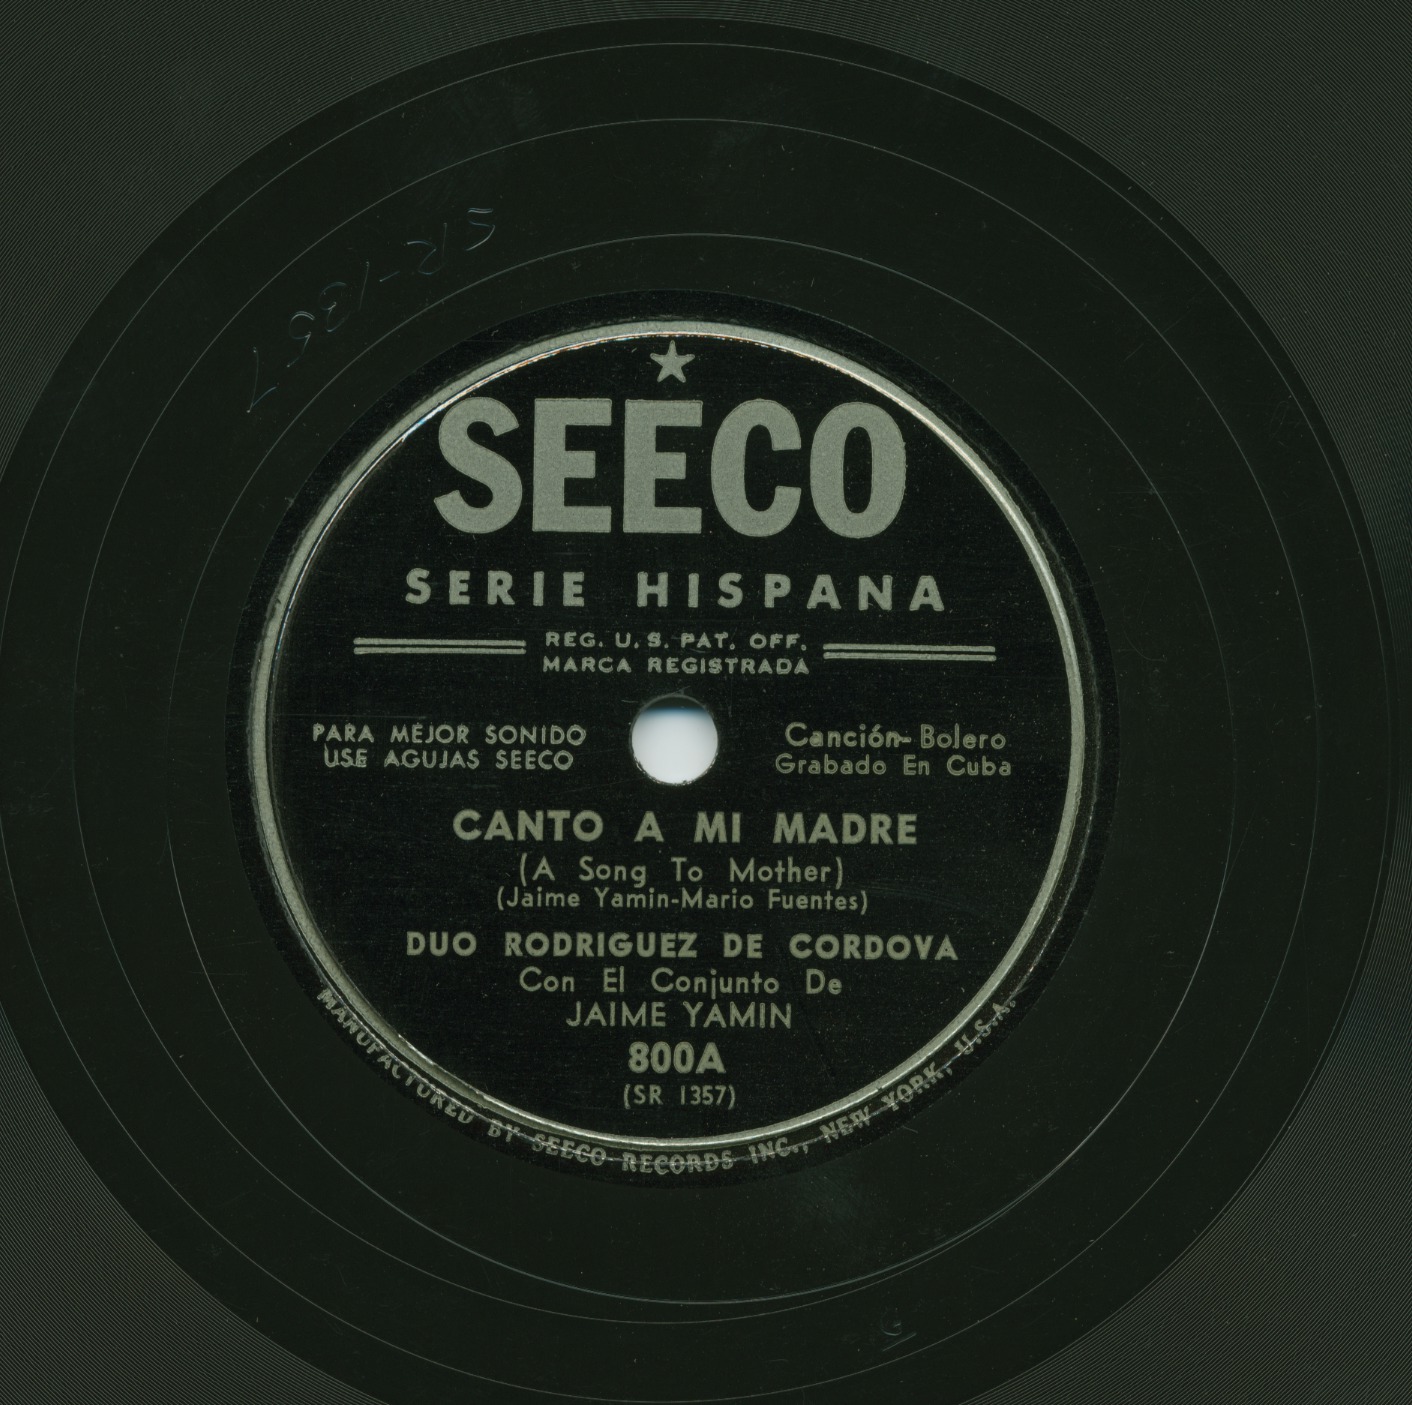 SR-1357
SEECO
SERIE HISPANA
REG. U. S. PAT. OFF.
MARCA REGISTRADA
PARA MEJOR SONIDO
USE AGUJAS SEECO
Canción-Bolero
Grabado En Cuba
CANTO A MI MADRE
(A Song To Mother)
(Jaime Yamin-Mario Fuentes)
DUO RODRIGUEZ DE CORDOVA
Con El Conjunto De
JAIME YAMIN
800A
(SR 1357)
MANUFACTURED BY SEECO RECORDS INC., NEW YORK, U.S.A.